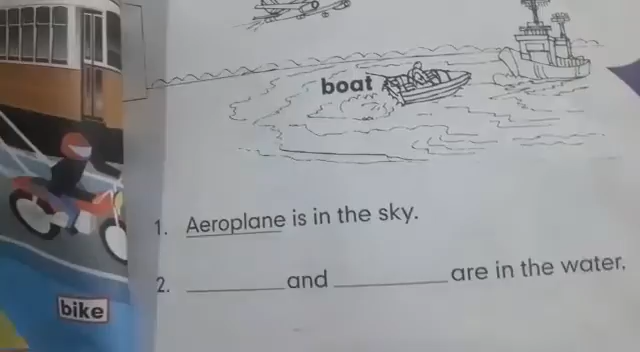 boat
1. Aeroplane is in the sky.
2. ________ and ________ are in the water.
bike